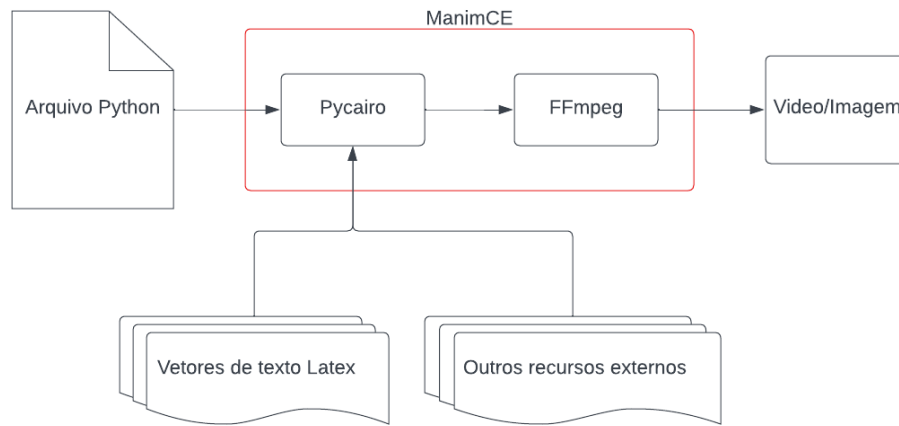 ManimCE
Arquivo Python
Pycairo
FFmpeg
Video/Imagem
Vetores de texto Latex
Outros recursos externos